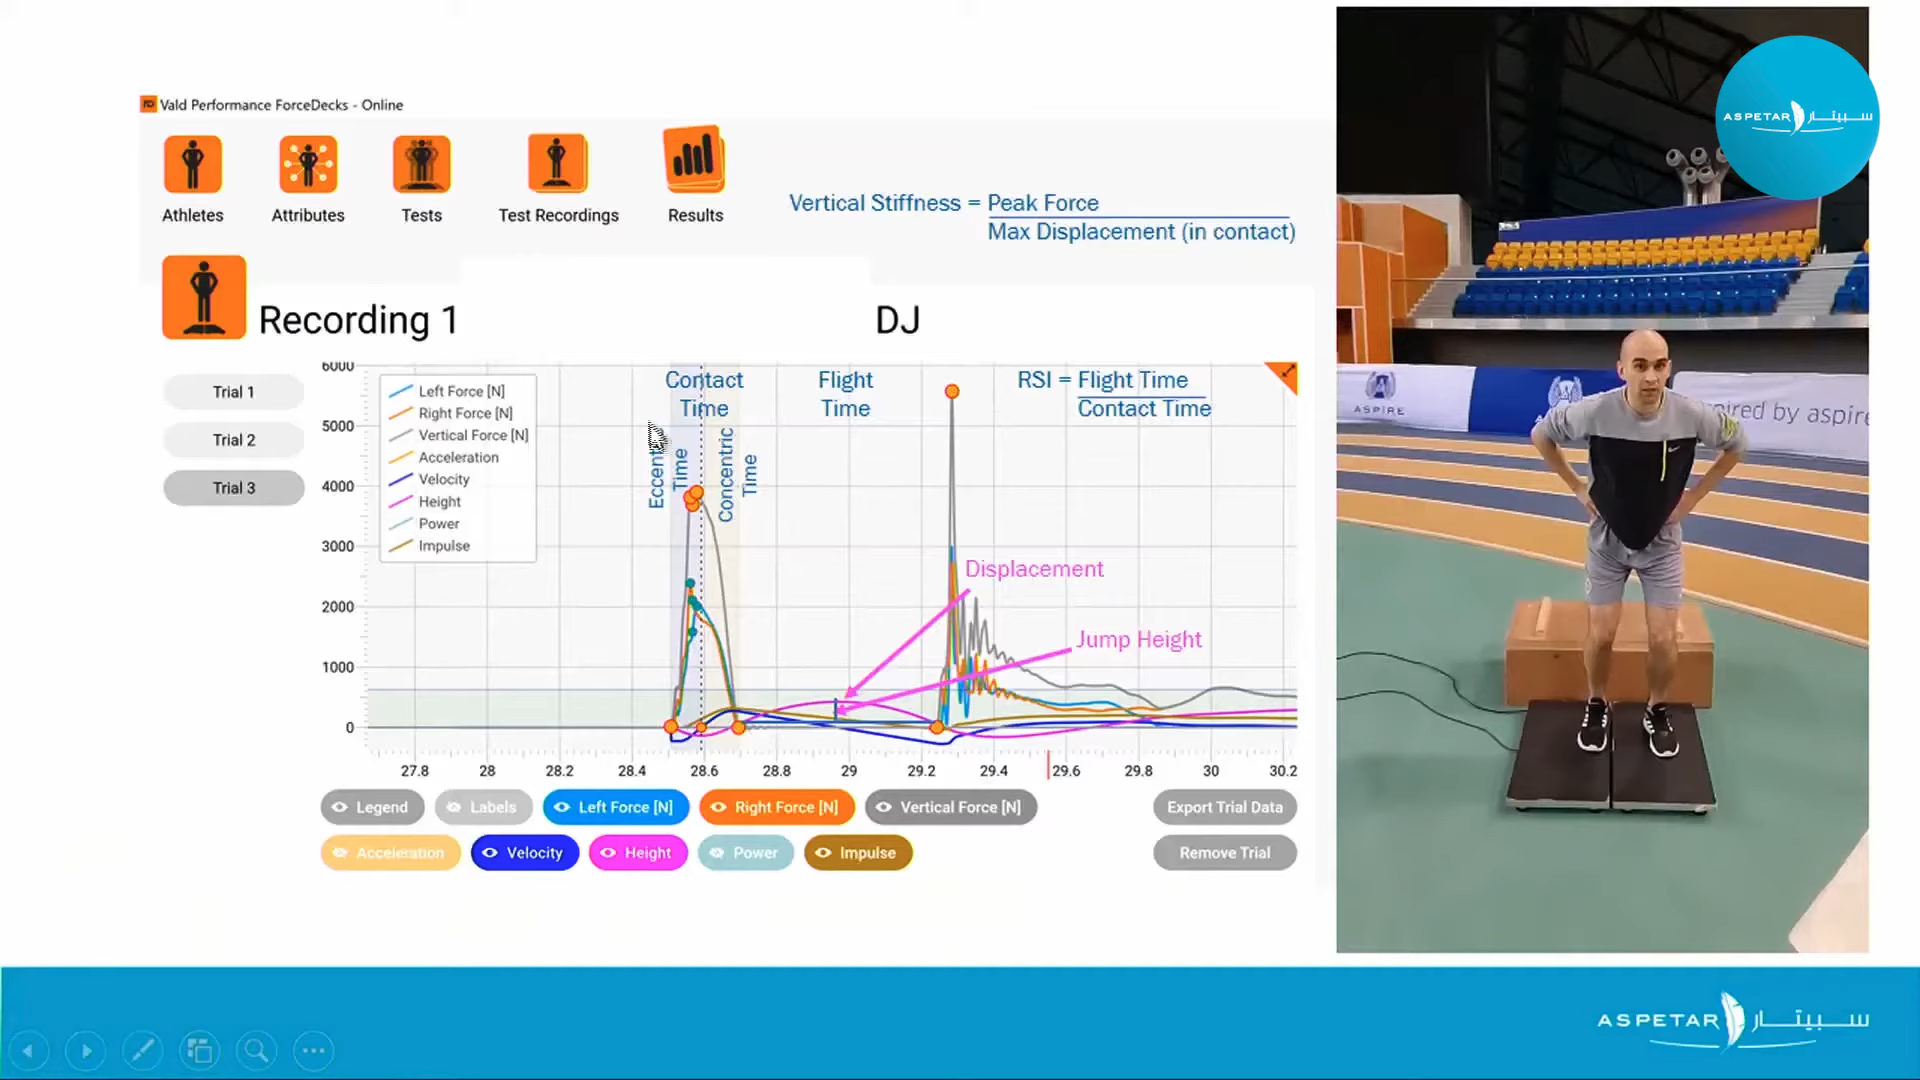 Vald Performance ForceDecks - Online
ASPETAR سبيتار
Athletes
Attributes
Tests
Test Recordings
Results
Vertical Stiffness = Peak Force
Max Displacement (in contact)
Recording 1
DJ
Trial 1
Trial 2
Trial 3
6000
5000
4000
3000
2000
1000
0
Left Force [N]
Right Force [N]
Vertical Force [N]
Acceleration
Velocity
Height
Power
Impulse
Contact
Time
Time
Concentric
Time
Flight
Time
RSI = Flight Time
Contact Time
Displacement
Jump Height
27.8 28 28.2 28.4 28.6 28.8 29 29.2 29.4 29.6 29.8 30 30.2
Legend
Labels
Left Force [N]
Right Force [N]
Vertical Force [N]
Export Trial Data
Acceleration
Velocity
Height
Power
Impulse
Remove Trial
ASPIRE
pired by aspire
ASPETAR سبيتار